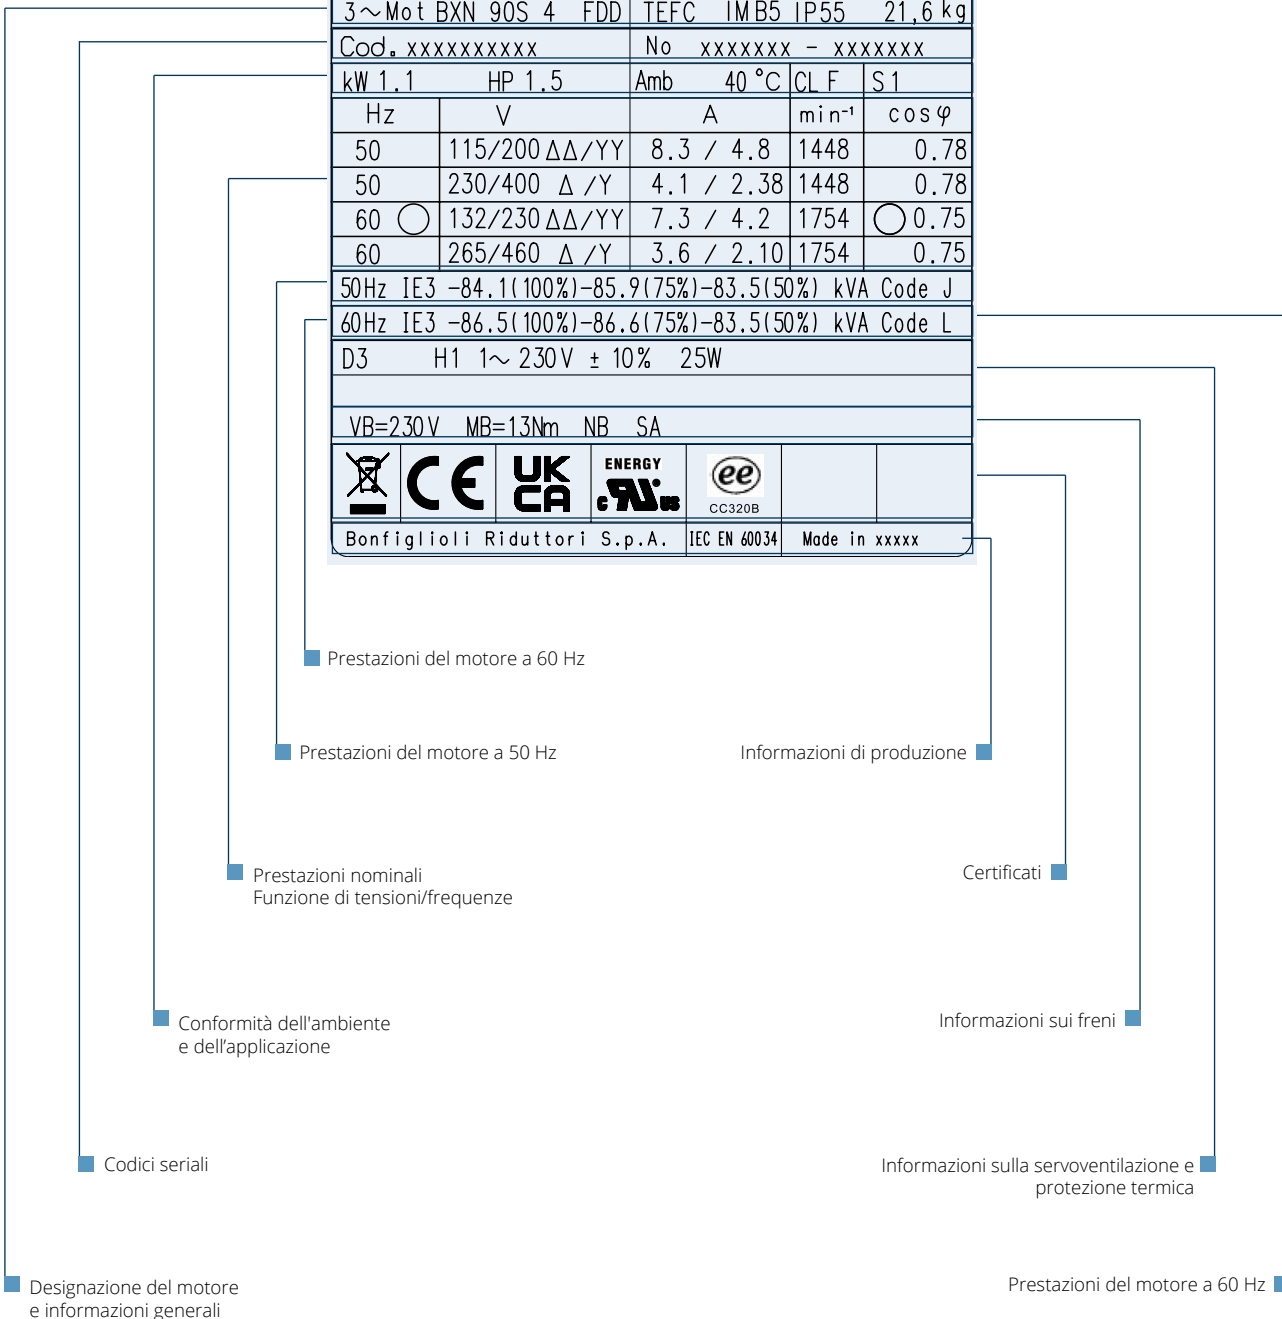 3~Mot BXN 90S 4 FDD TEFC IM B5 IP55 21,6 kg
Cod. xxxxxxxxxx No xxxxxxx - xxxxxxx
kW 1.1 HP 1.5 Amb 40 °C CL F S1
Hz V A min⁻¹ cosφ
50 115/200 ΔΔ/YY 8.3 / 4.8 1448 0.78
50 230/400 Δ /Y 4.1 / 2.38 1448 0.78
60 132/230 ΔΔ/YY 7.3 / 4.2 1754 0.75
60 265/460 Δ /Y 3.6 / 2.10 1754 0.75
50Hz IE3 -84.1(100%)-85.9(75%)-83.5(50%) kVA Code J
60Hz IE3 -86.5(100%)-86.6(75%)-83.5(50%) kVA Code L
D3 H1 1~ 230V ± 10% 25W
VB=230V MB=13Nm NB SA
CE UK CA ENERGY c RU us ee CC320B
Bonfiglioli Riduttori S.p.A. IEC EN 60034 Made in xxxxx
Prestazioni del motore a 60 Hz
Prestazioni del motore a 50 Hz
Informazioni di produzione
Prestazioni nominali
Funzione di tensioni/frequenze
Certificati
Conformità dell'ambiente
e dell’applicazione
Informazioni sui freni
Codici seriali
Informazioni sulla servoventilazione e
protezione termica
Designazione del motore
e informazioni generali
Prestazioni del motore a 60 Hz